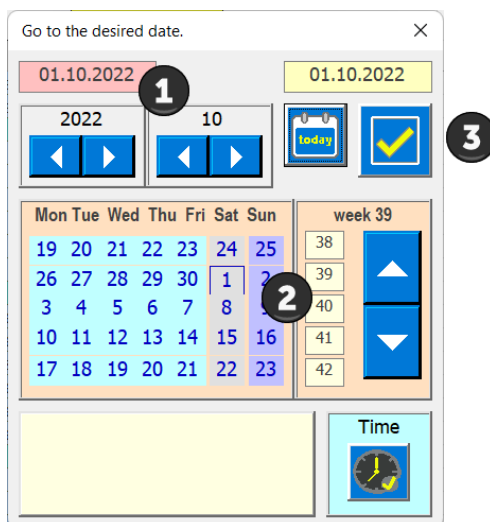 Go to the desired date.
01.10.2022
01.10.2022
1
2022
10
today
3
Mon Tue Wed Thu Fri Sat Sun
week 39
19 20 21 22 23 24 25
38
26 27 28 29 30 1
39
2
3 4 5 6 7 8
40
10 11 12 13 14 15 16
41
17 18 19 20 21 22 23
42
Time